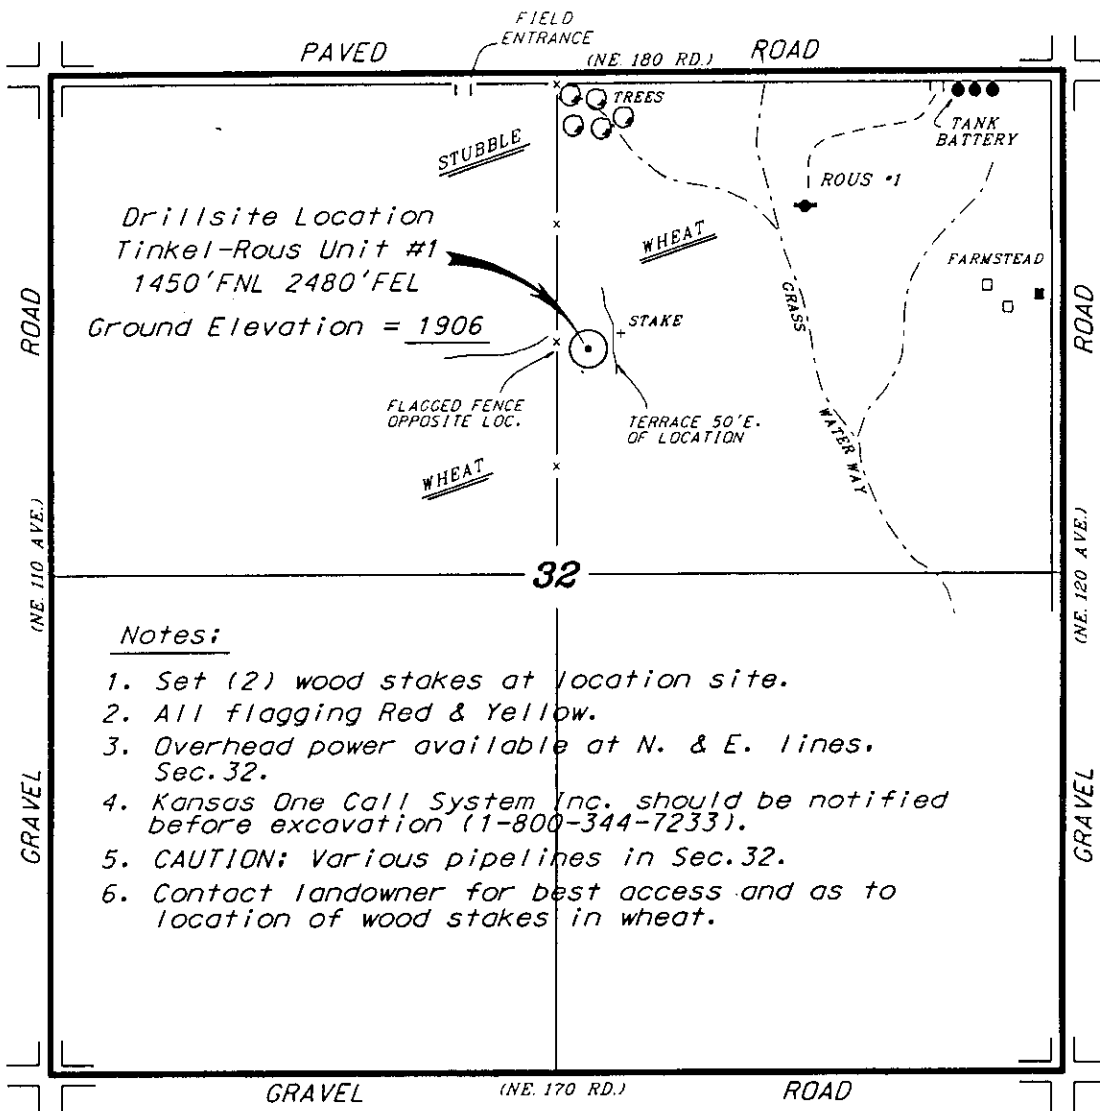 FIELD
ENTRANCE
PAVED
(NE. 180 RD.)
ROAD
TREES
TANK
BATTERY
STUBBLE
ROUS #1
Drillsite Location
Tinkel-Rous Unit #1
1450'FNL 2480'FEL
Ground Elevation = 1906
WHEAT
FARMSTEAD
GRASS
WATER WAY
STAKE
ROAD
ROAD
FLAGGED FENCE
OPPOSITE LOC.
TERRACE 50'E.
OF LOCATION
WHEAT
(NE. 110 AVE.)
(NE. 120 AVE.)
32
Notes:
1. Set (2) wood stakes at location site.
2. All flagging Red & Yellow.
3. Overhead power available at N. & E. lines.
Sec. 32.
4. Kansas One Call System Inc. should be notified
before excavation (1-800-344-7233).
5. CAUTION: Various pipelines in Sec. 32.
6. Contact landowner for best access and as to
location of wood stakes in wheat.
GRAVEL
GRAVEL
GRAVEL
(NE. 170 RD.)
ROAD